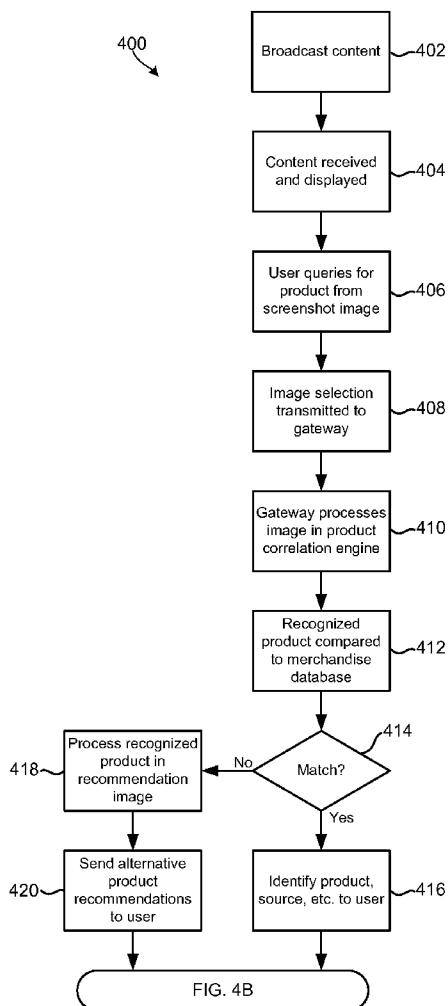 400
Broadcast content
402
Content received
and displayed
404
User queries for
product from
screenshot image
406
Image selection
transmitted to
gateway
408
Gateway processes
image in product
correlation engine
410
Recognized
product compared
to merchandise
database
412
414
Match?
No
Yes
Process recognized
product in
recommendation
image
418
Send alternative
product
recommendations
to user
420
Identify product,
source, etc. to user
416
FIG. 4B